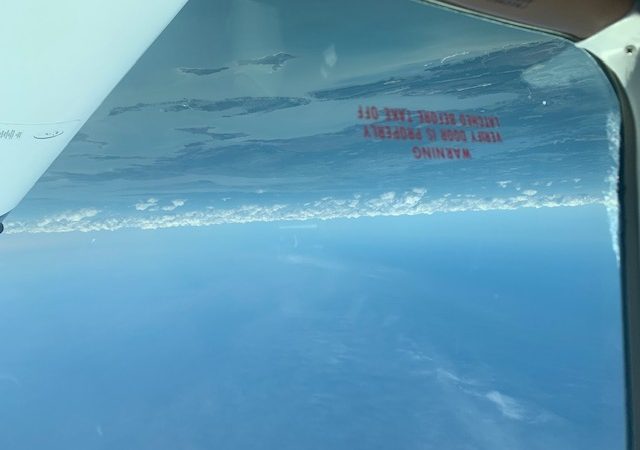 WARNING
VERIFY DOOR IS PROPERLY
LATCHED BEFORE TAKE OFF